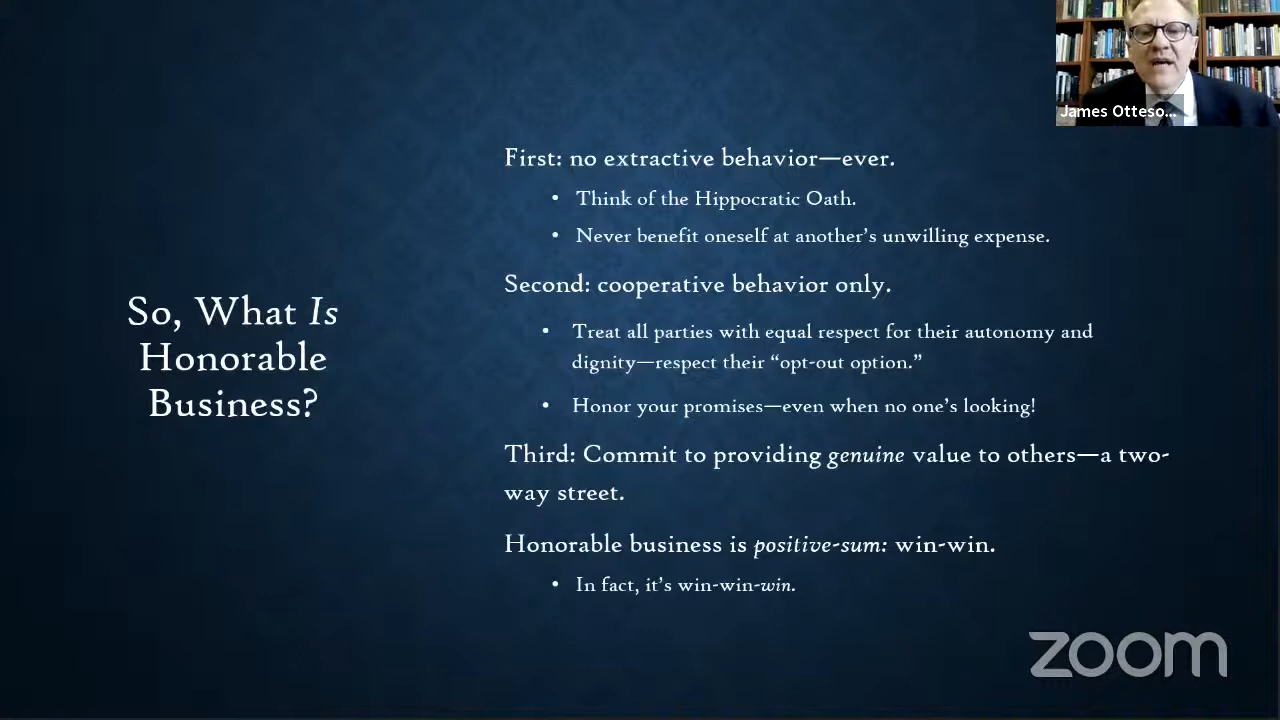 James Otteso...
First: no extractive behavior—ever.
• Think of the Hippocratic Oath.
• Never benefit oneself at another’s unwilling expense.
Second: cooperative behavior only.
• Treat all parties with equal respect for their autonomy and
dignity—respect their “opt-out option.”
• Honor your promises—even when no one’s looking!
Third: Commit to providing genuine value to others—a two-
way street.
Honorable business is positive-sum: win-win.
• In fact, it’s win-win-win.
So, What Is
Honorable
Business?
zoom